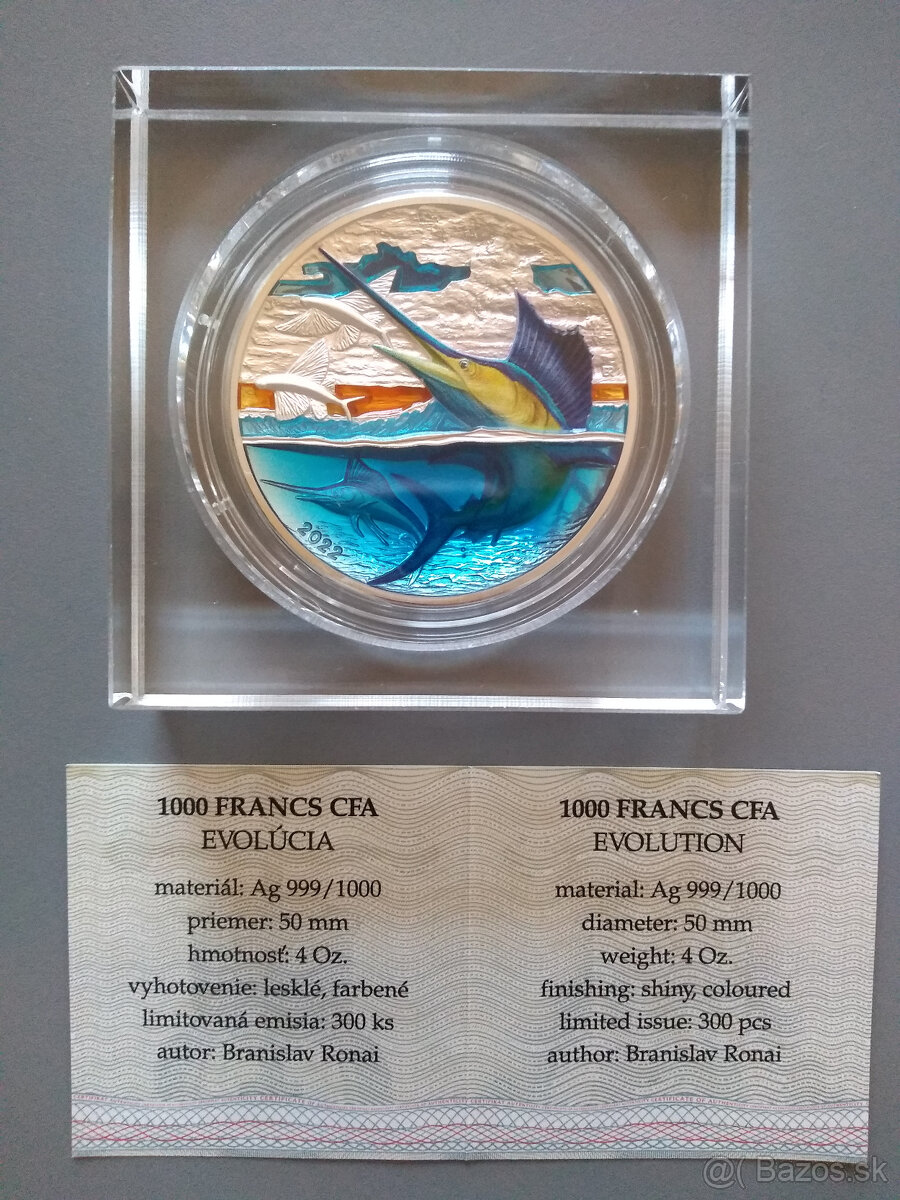 2022
1000 FRANCS CFA
EVOLÚCIA
materiál: Ag 999/1000
priemer: 50 mm
hmotnosť: 4 Oz.
vyhotovenie: lesklé, farbené
limitovaná emisia: 300 ks
autor: Branislav Ronai
1000 FRANCS CFA
EVOLUTION
material: Ag 999/1000
diameter: 50 mm
weight: 4 Oz.
finishing: shiny, coloured
limited issue: 300 pcs
author: Branislav Ronai
@( Bazos.sk